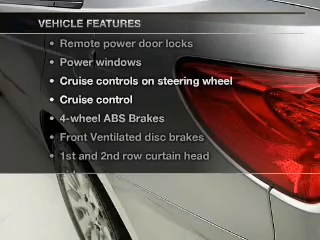 VEHICLE FEATURES
• Remote power door locks
• Power windows
• Cruise controls on steering wheel
• Cruise control
• 4-wheel ABS Brakes
• Front Ventilated disc brakes
• 1st and 2nd row curtain head